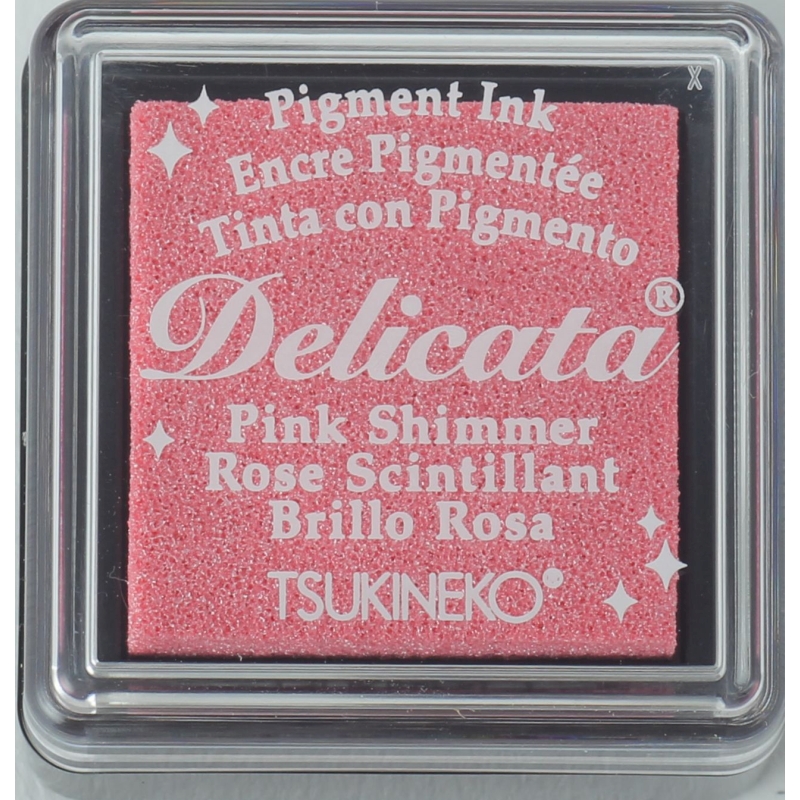 X
Pigment Ink
Encre Pigmentée
Tinta con Pigmento
Delicata®
Pink Shimmer
Rose Scintillant
Brillo Rosa
TSUKINEKO